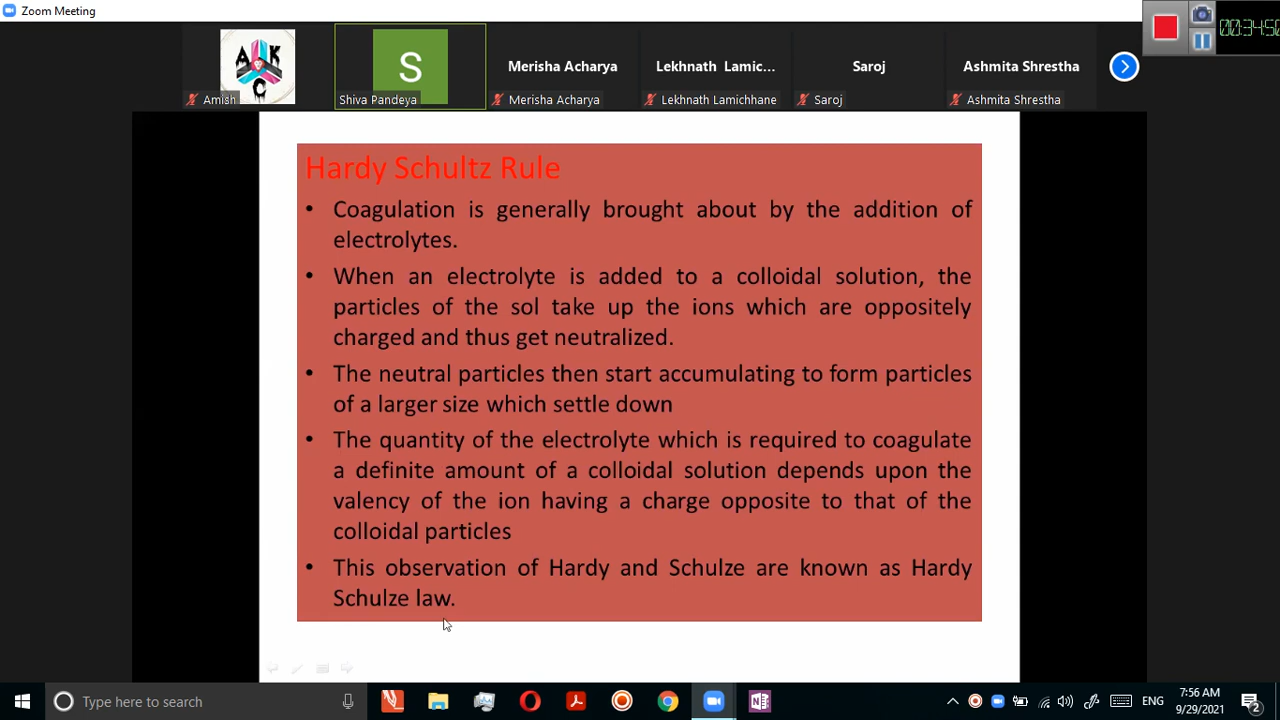 Zoom Meeting
00:34:50
A K
C
S
Merisha Acharya
Lekhnath Lamic...
Saroj
Ashmita Shrestha
Amish
Shiva Pandeya
Merisha Acharya
Lekhnath Lamichhane
Saroj
Ashmita Shrestha
Hardy Schultz Rule
• Coagulation is generally brought about by the addition of
electrolytes.
• When an electrolyte is added to a colloidal solution, the
particles of the sol take up the ions which are oppositely
charged and thus get neutralized.
• The neutral particles then start accumulating to form particles
of a larger size which settle down
• The quantity of the electrolyte which is required to coagulate
a definite amount of a colloidal solution depends upon the
valency of the ion having a charge opposite to that of the
colloidal particles
• This observation of Hardy and Schulze are known as Hardy
Schulze law.
Type here to search
ENG
7:56 AM
9/29/2021
2